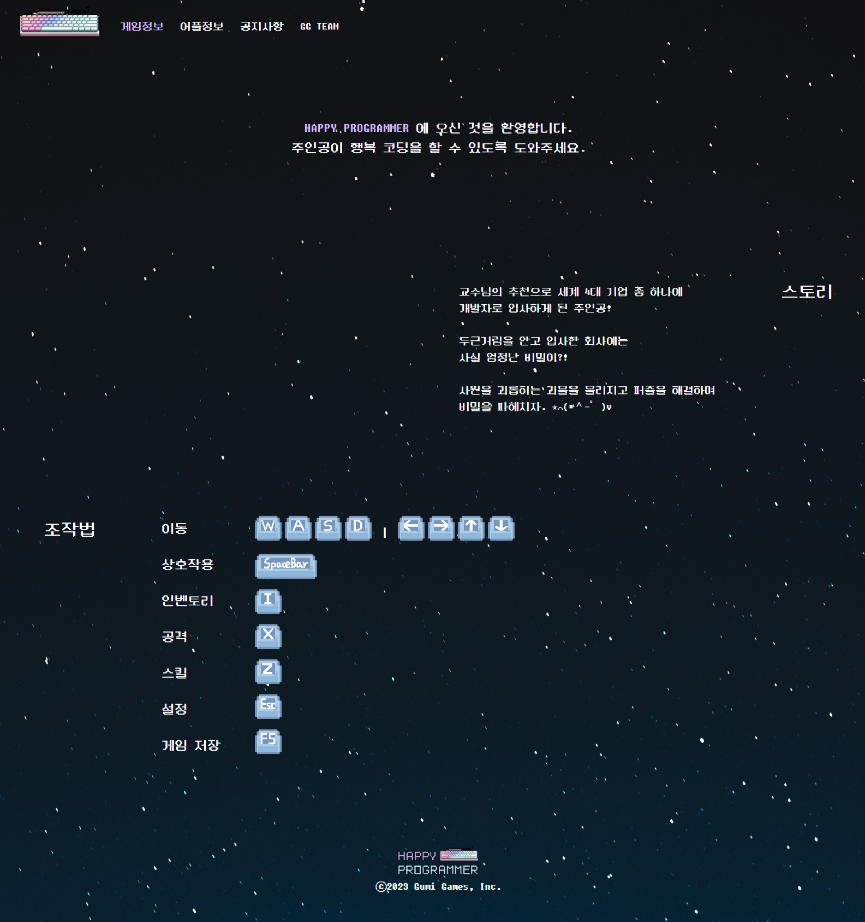 게임정보 어플정보 공지사항 GG TEAM
HAPPY PROGRAMMER 에 오신 것을 환영합니다.
주인공이 행복 코딩을 할 수 있도록 도와주세요.
스토리
교수님의 추천으로 세계 4대 기업 중 하나에
개발자로 입사하게 된 주인공!
두근거림을 안고 입사한 회사에는
사실 엄청난 비밀이?!
사원을 괴롭히는 괴물을 물리치고 퍼즐을 해결하며
비밀을 파헤치자. *⌒(*^-゜)v
조작법
이동 W A S D | ← → ↑ ↓
상호작용 SpaceBar
인벤토리 I
공격 X
스킬 Z
설정 Esc
게임 저장 F5
HAPPY
PROGRAMMER
ⓒ2023 Gumi Games, Inc.